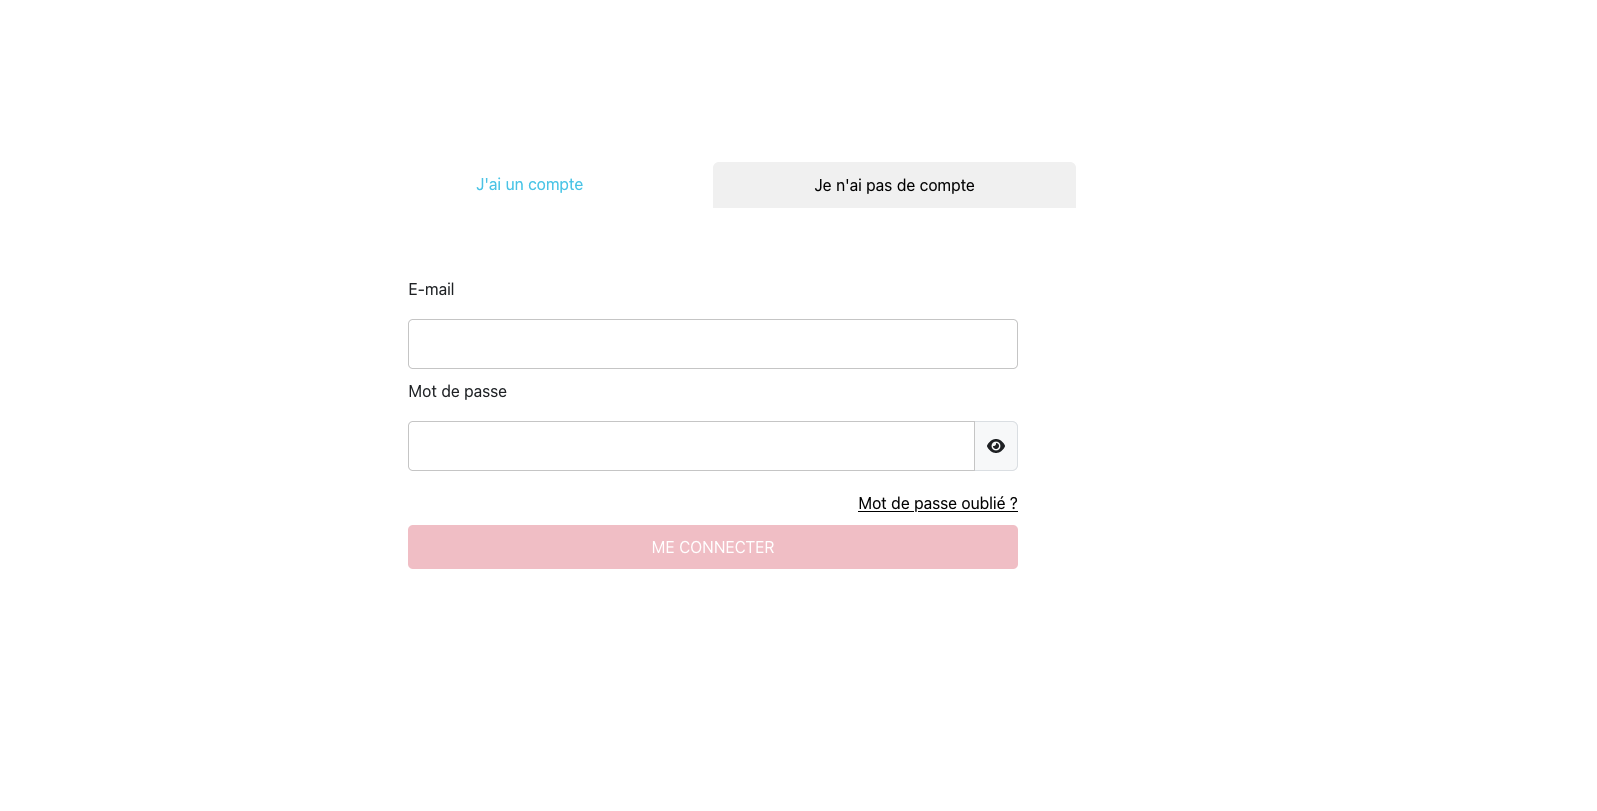 J'ai un compte
Je n'ai pas de compte
E-mail
Mot de passe
Mot de passe oublié ?
ME CONNECTER